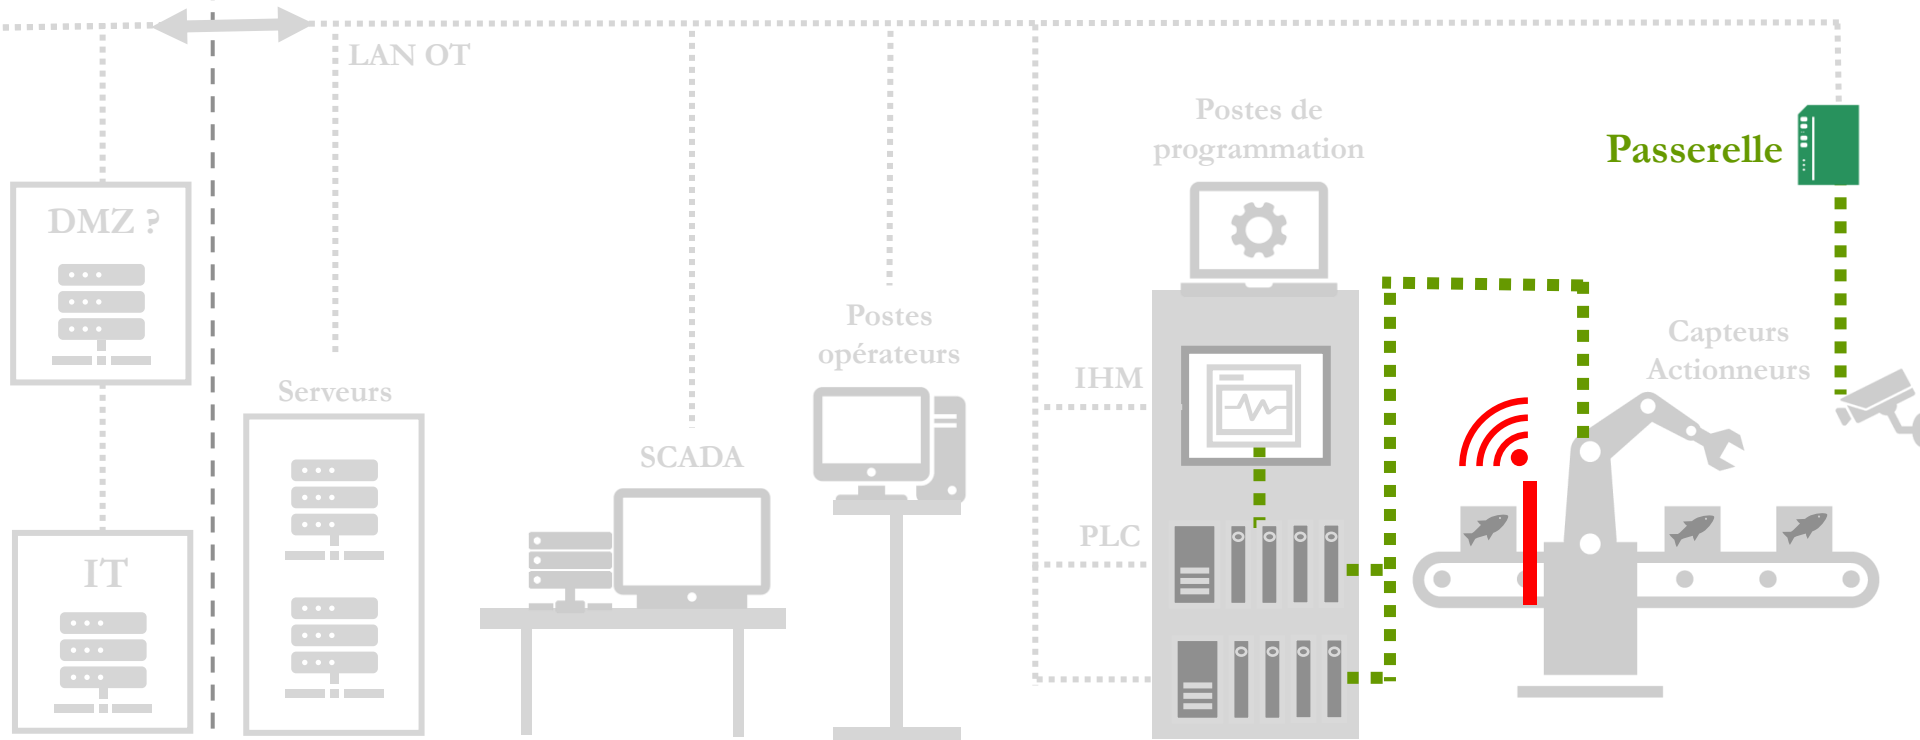 LAN OT
Postes de
programmation
Passerelle
DMZ ?
Postes
opérateurs
Capteurs
Actionneurs
IHM
Serveurs
SCADA
PLC
IT